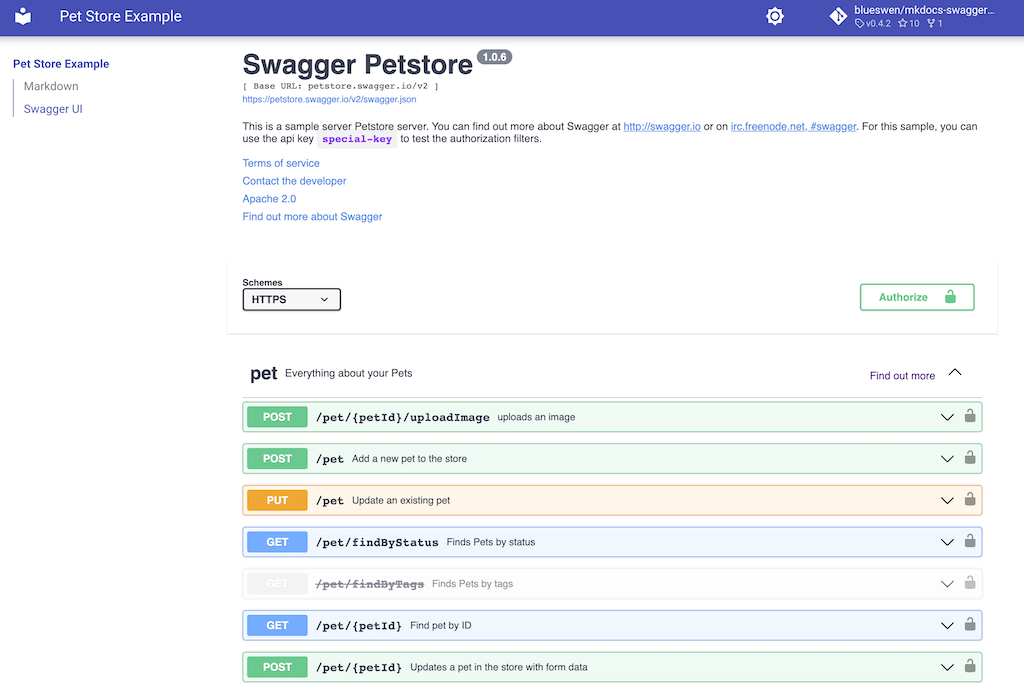 Pet Store Example
blueswen/mkdocs-swagger...
v0.4.2 10 1
Pet Store Example
Markdown
Swagger UI
Swagger Petstore 1.0.6
[ Base URL: petstore.swagger.io/v2 ]
https://petstore.swagger.io/v2/swagger.json
This is a sample server Petstore server. You can find out more about Swagger at http://swagger.io or on irc.freenode.net, #swagger. For this sample, you can
use the api key special-key to test the authorization filters.
Terms of service
Contact the developer
Apache 2.0
Find out more about Swagger
Schemes
HTTPS
Authorize
pet Everything about your Pets Find out more
POST /pet/{petId}/uploadImage uploads an image
POST /pet Add a new pet to the store
PUT /pet Update an existing pet
GET /pet/findByStatus Finds Pets by status
GET /pet/findByTags Finds Pets by tags
GET /pet/{petId} Find pet by ID
POST /pet/{petId} Updates a pet in the store with form data